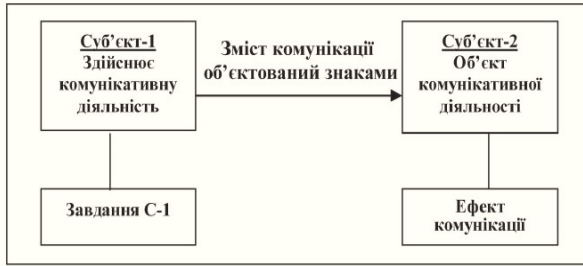 Суб’єкт-1
Здійснює
комунікативну
діяльність
Зміст комунікації
об’єктований знаками
Суб’єкт-2
Об’єкт
комунікативної
діяльності
Завдання С-1
Ефект
комунікації